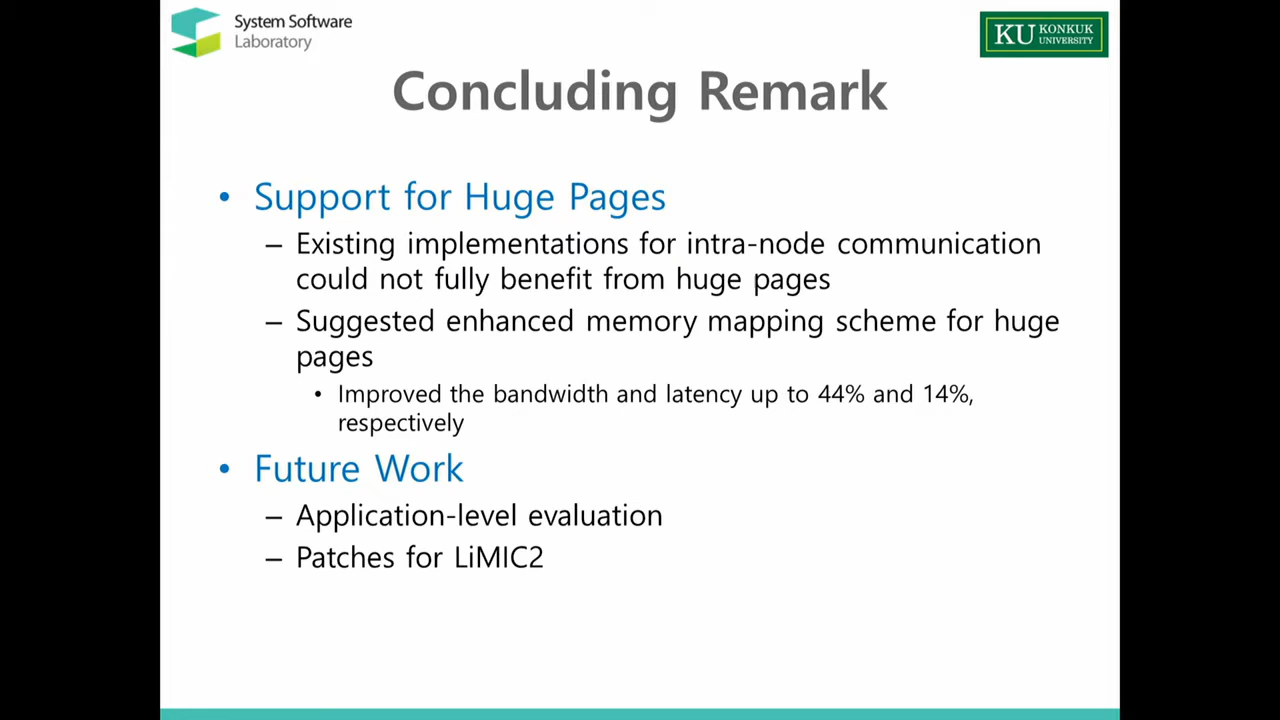 System Software
Laboratory
KU KONKUK
UNIVERSITY
Concluding Remark
• Support for Huge Pages
– Existing implementations for intra-node communication
could not fully benefit from huge pages
– Suggested enhanced memory mapping scheme for huge
pages
• Improved the bandwidth and latency up to 44% and 14%,
respectively
• Future Work
– Application-level evaluation
– Patches for LiMIC2